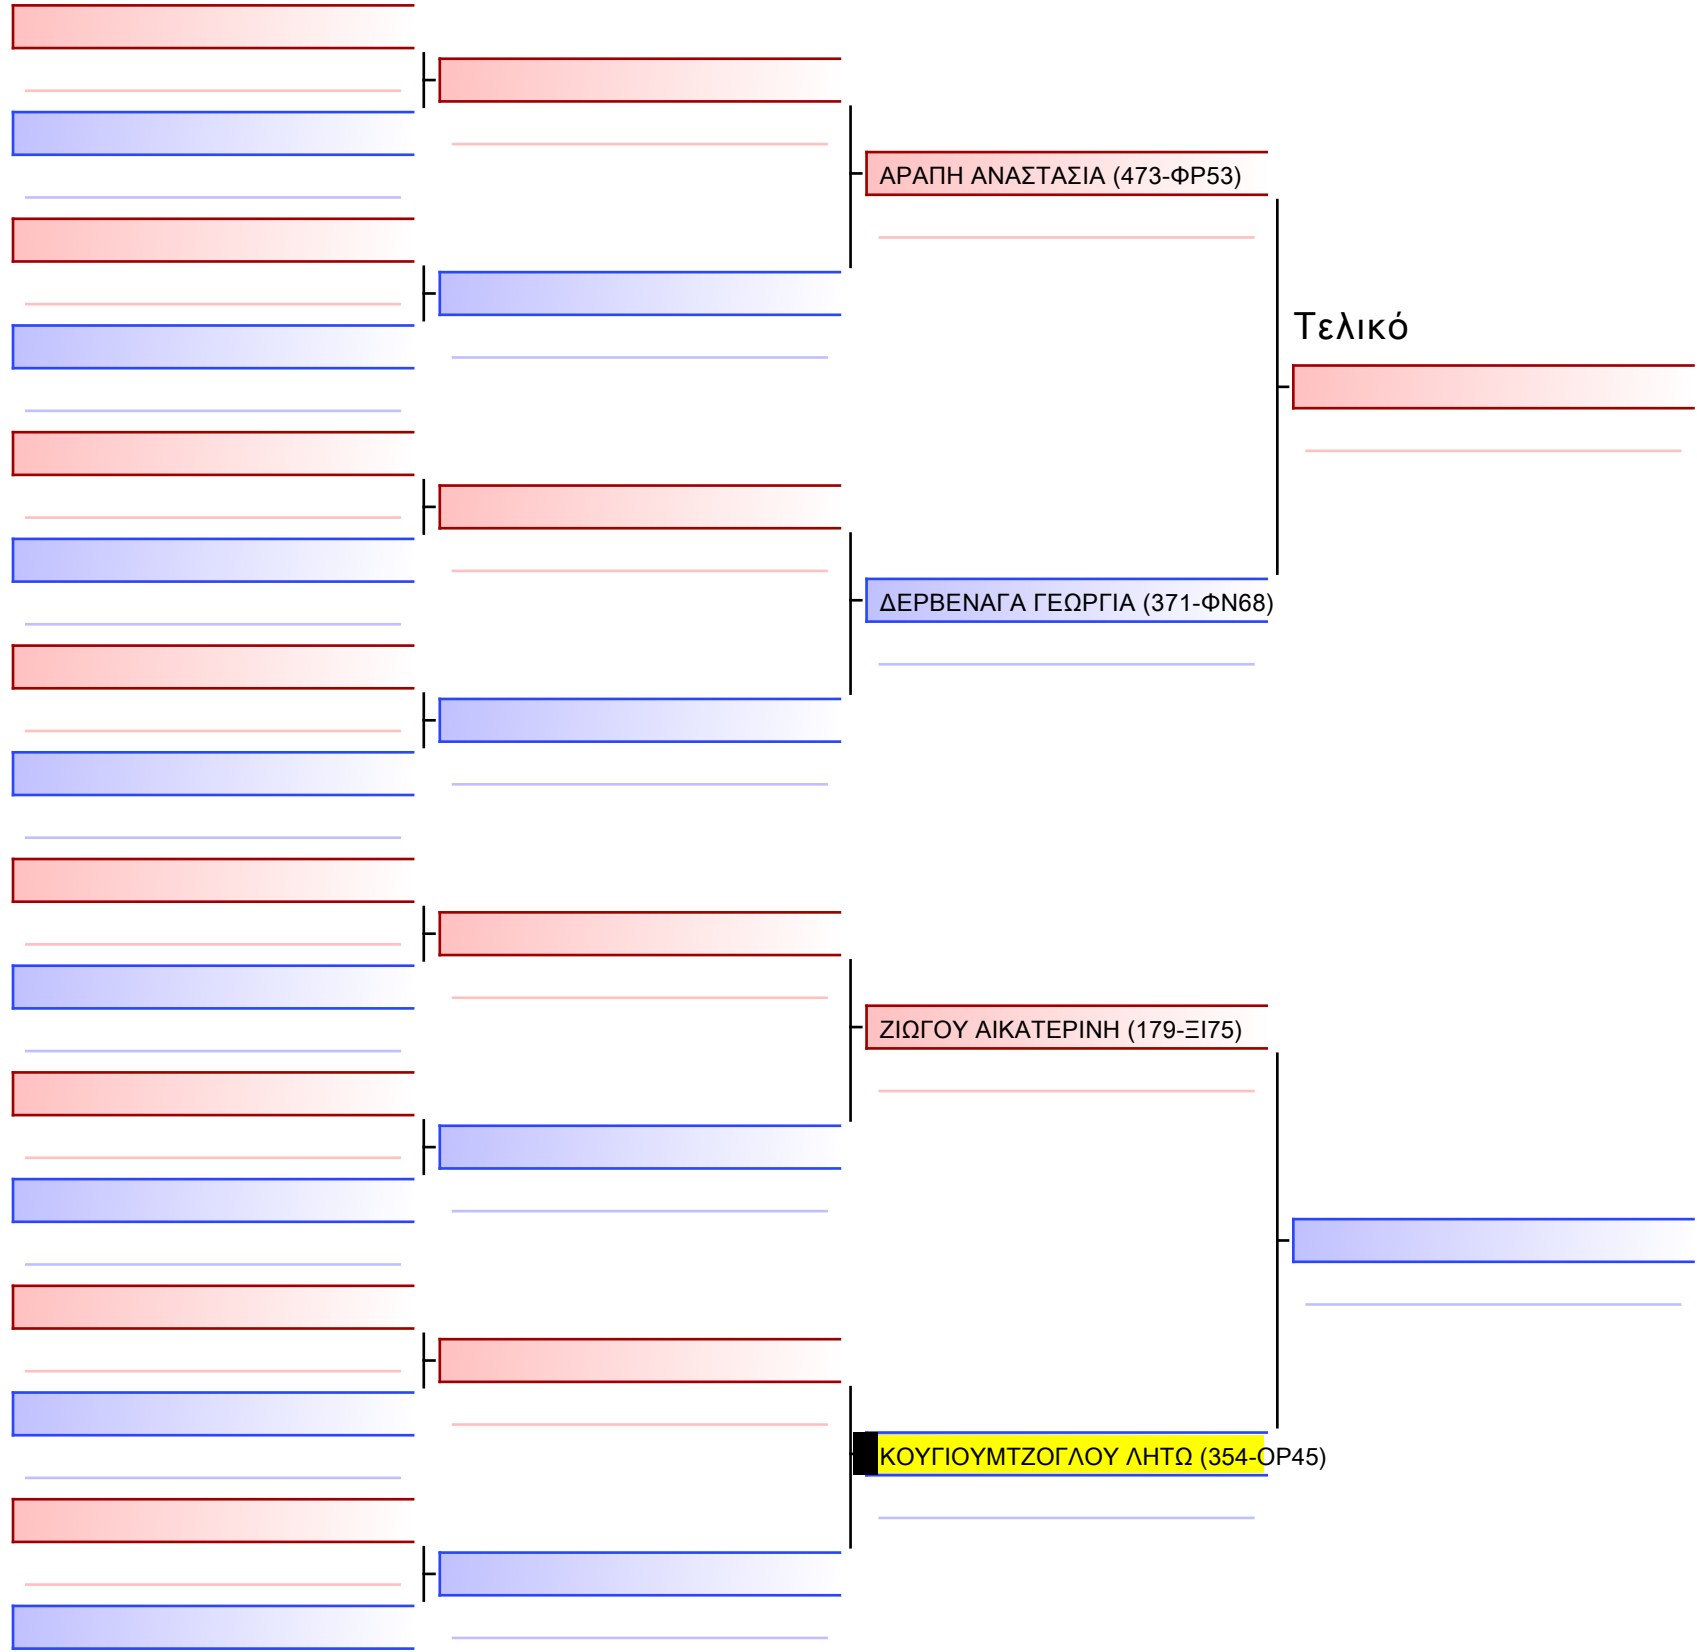 ΑΡΑΠΗ ΑΝΑΣΤΑΣΙΑ (473-ΦΡ53)
Τελικό
ΔΕΡΒΕΝΑΓΑ ΓΕΩΡΓΙΑ (371-ΦΝ68)
ΖΙΩΓΟΥ ΑΙΚΑΤΕΡΙΝΗ (179-ΞΙ75)
ΚΟΥΓΙΟΥΜΤΖΟΓΛΟΥ ΛΗΤΩ (354-ΟΡ45)